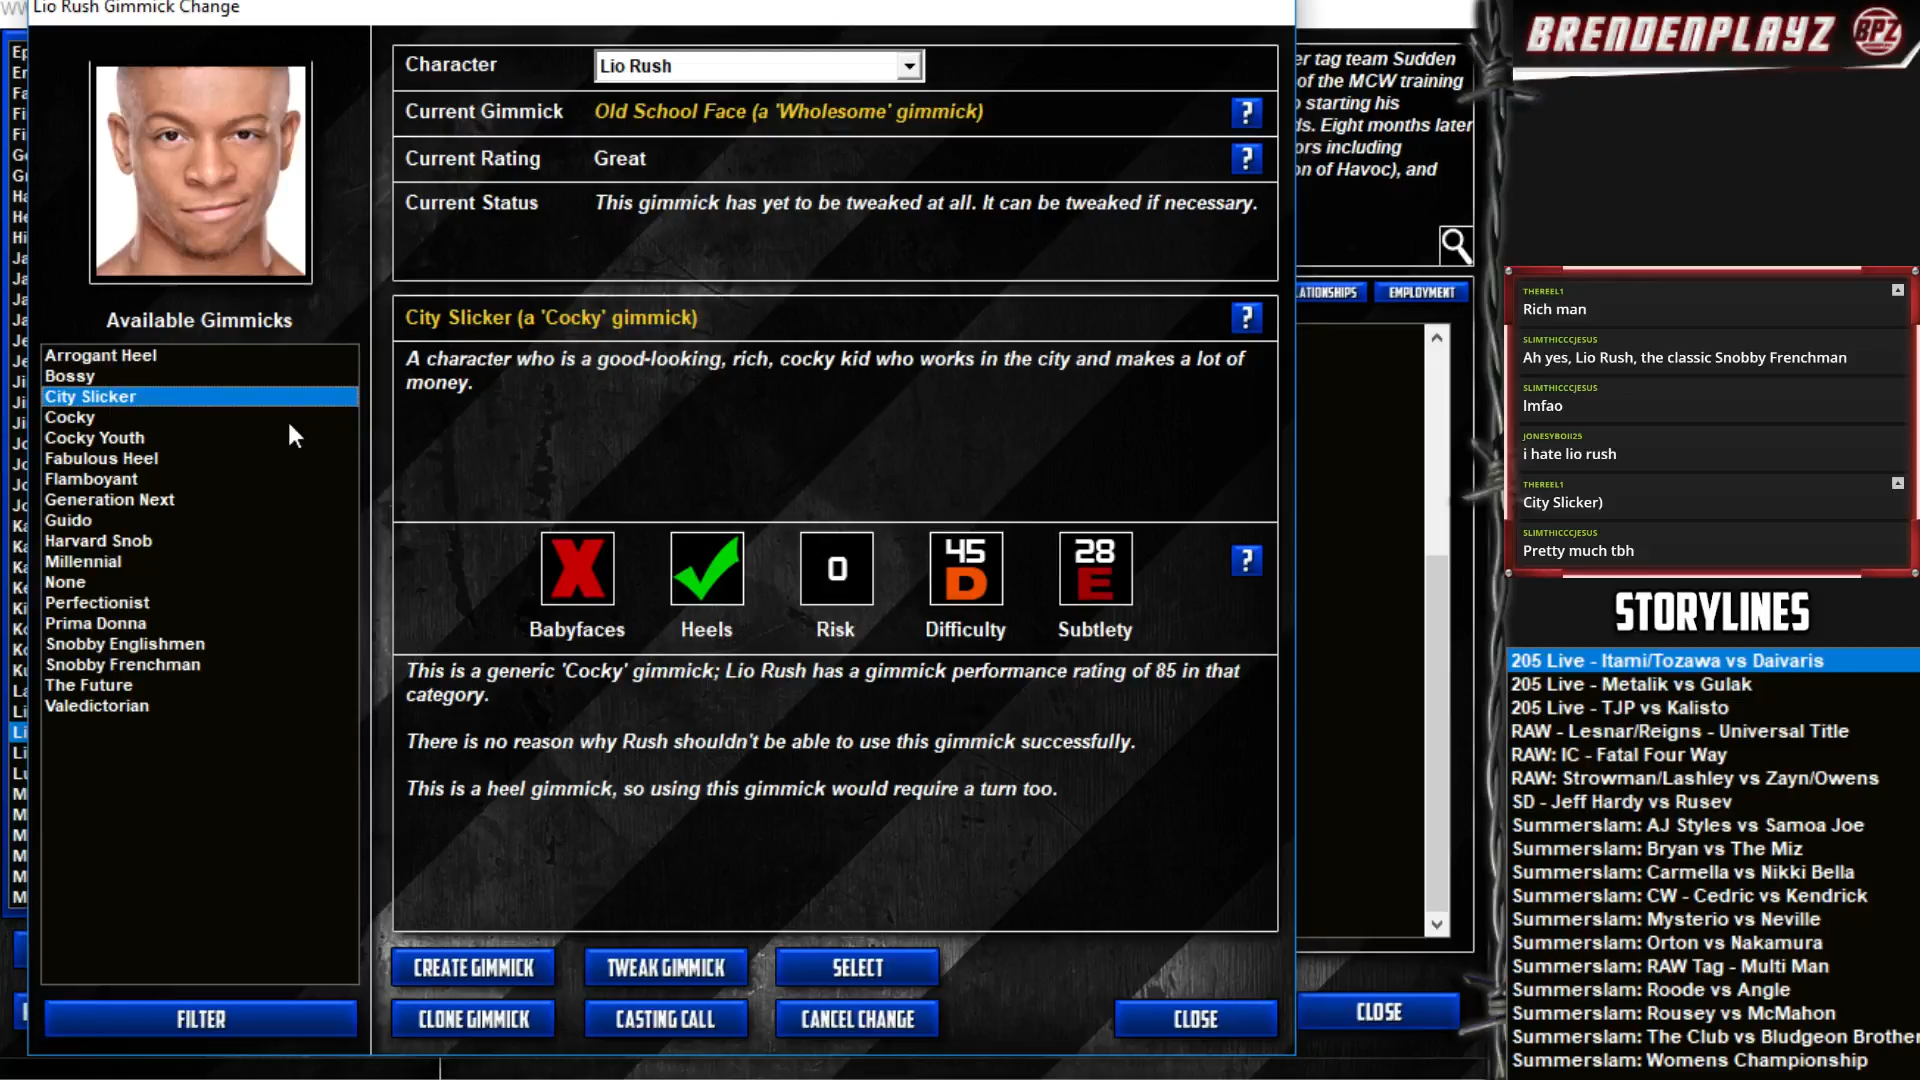 Lio Rush Gimmick Change
Available Gimmicks
Arrogant Heel
Bossy
City Slicker
Cocky
Cocky Youth
Fabulous Heel
Flamboyant
Generation Next
Guido
Harvard Snob
Millennial
None
Perfectionist
Prima Donna
Snobby Englishmen
Snobby Frenchman
The Future
Valedictorian
FILTER
Character Lio Rush
Current Gimmick Old School Face (a 'Wholesome' gimmick) ?
Current Rating Great ?
Current Status This gimmick has yet to be tweaked at all. It can be tweaked if necessary.
City Slicker (a 'Cocky' gimmick) ?
A character who is a good-looking, rich, cocky kid who works in the city and makes a lot of
money.
X 0 45 D 28 E ?
Babyfaces Heels Risk Difficulty Subtlety
This is a generic 'Cocky' gimmick; Lio Rush has a gimmick performance rating of 85 in that
category.
There is no reason why Rush shouldn't be able to use this gimmick successfully.
This is a heel gimmick, so using this gimmick would require a turn too.
CREATE GIMMICK TWEAK GIMMICK SELECT
CLONE GIMMICK CASTING CALL CANCEL CHANGE CLOSE
er tag team Sudden
of the MCW training
starting his
ds. Eight months later
ors including
on of Havoc), and
LATIONSHIPS EMPLOYMENT
CLOSE
BRENDENPLAYZ BPZ
THEREEL1
Rich man
SLIMTHICCCJESUS
Ah yes, Lio Rush, the classic Snobby Frenchman
SLIMTHICCCJESUS
lmfao
JONESYBOII25
i hate lio rush
THEREEL1
City Slicker)
SLIMTHICCCJESUS
Pretty much tbh
STORYLINES
205 Live - Itami/Tozawa vs Daivaris
205 Live - Metalik vs Gulak
205 Live - TJP vs Kalisto
RAW - Lesnar/Reigns - Universal Title
RAW: IC - Fatal Four Way
RAW: Strowman/Lashley vs Zayn/Owens
SD - Jeff Hardy vs Rusev
Summerslam: AJ Styles vs Samoa Joe
Summerslam: Bryan vs The Miz
Summerslam: Carmella vs Nikki Bella
Summerslam: CW - Cedric vs Kendrick
Summerslam: Mysterio vs Neville
Summerslam: Orton vs Nakamura
Summerslam: RAW Tag - Multi Man
Summerslam: Roode vs Angle
Summerslam: Rousey vs McMahon
Summerslam: The Club vs Bludgeon Brother
Summerslam: Womens Championship